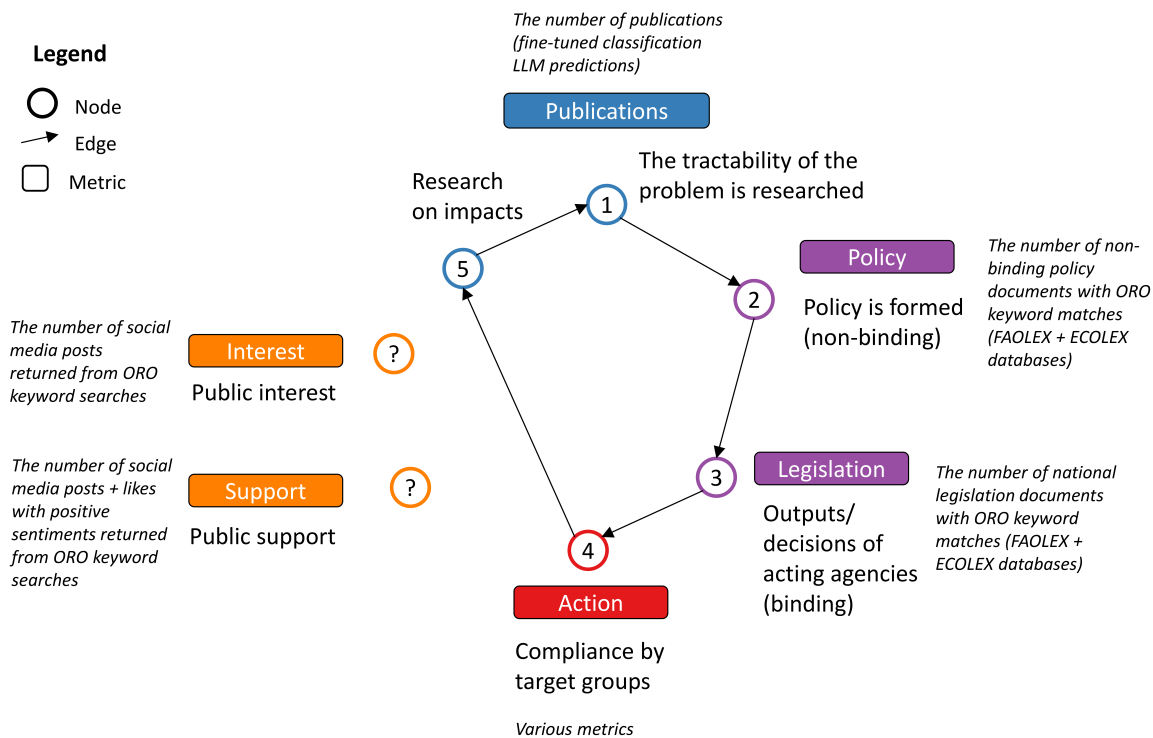 The number of publications
(fine-tuned classification
LLM predictions)
Legend
Node
Edge
Metric
Publications
The tractability of the
problem is researched
Research
on impacts
1
5
2
Policy
Policy is formed
(non-binding)
The number of non-
binding policy
documents with ORO
keyword matches
(FAOLEX + ECOLEX
databases)
The number of social
media posts
returned from ORO
keyword searches
Interest
Public interest
?
The number of social
media posts + likes
with positive
sentiments returned
from ORO keyword
searches
Support
Public support
?
3
Legislation
Outputs/
decisions of
acting agencies
(binding)
The number of national
legislation documents
with ORO keyword
matches (FAOLEX +
ECOLEX databases)
4
Action
Compliance by
target groups
Various metrics